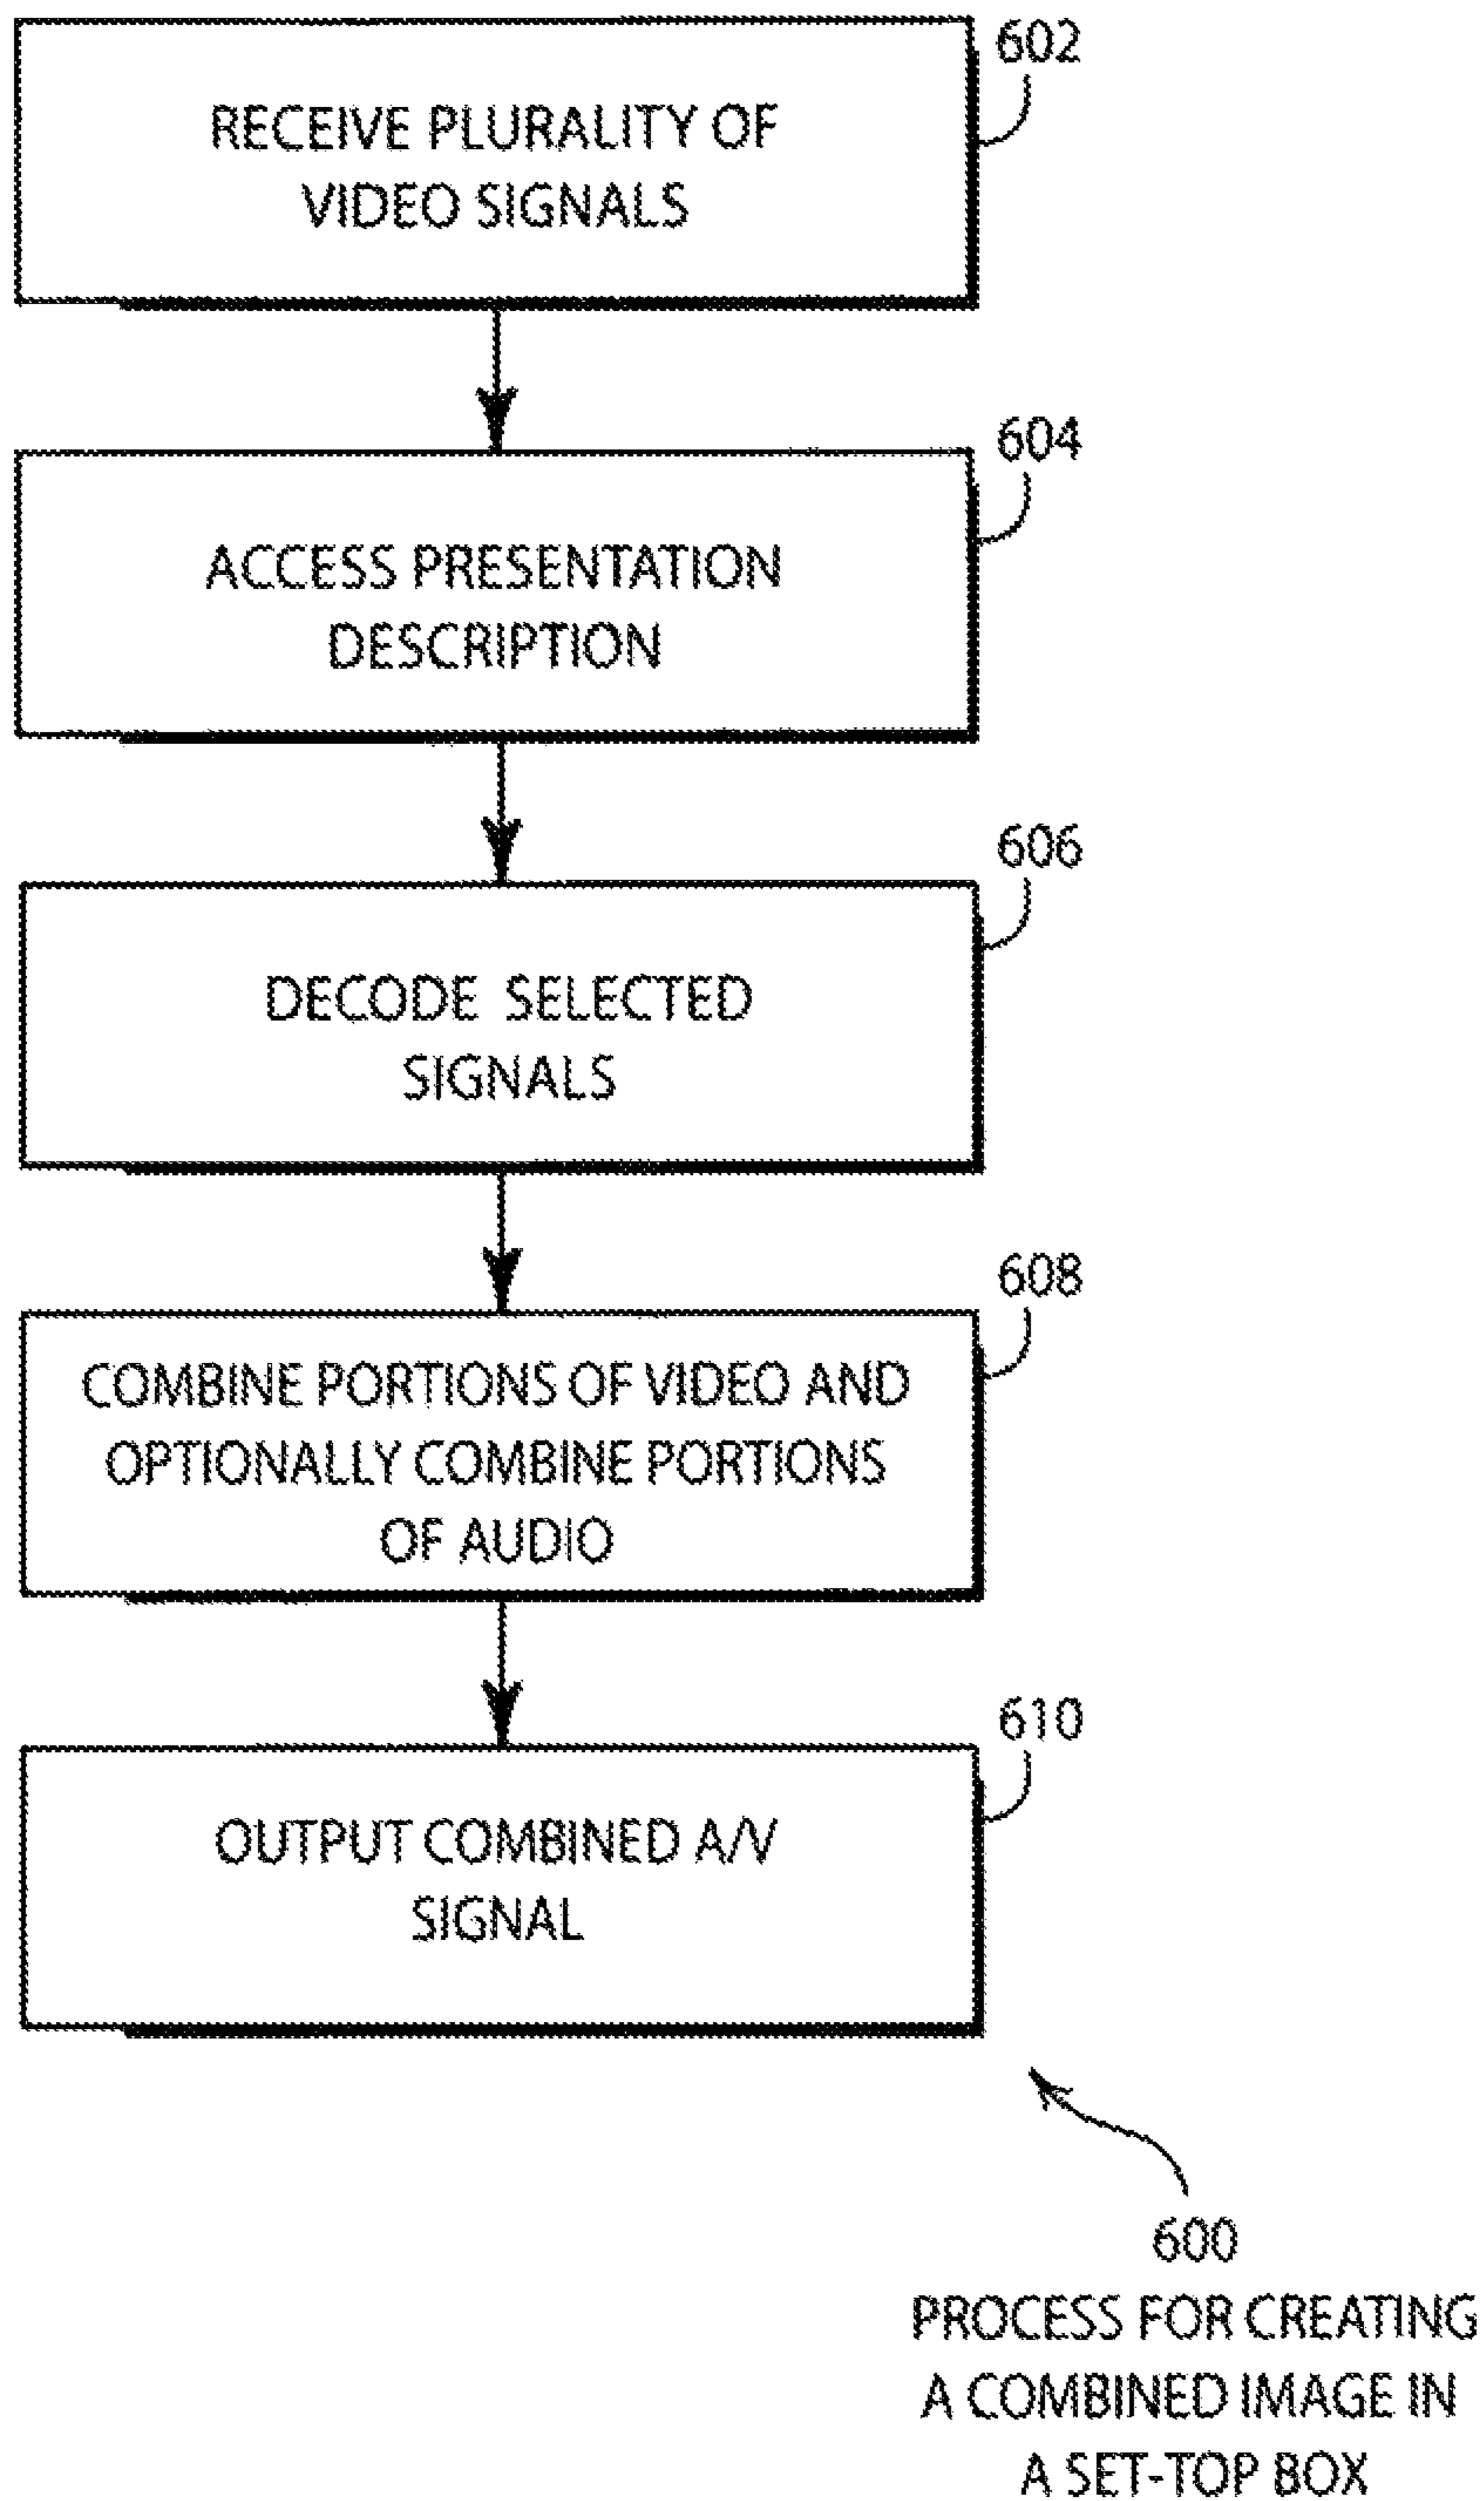 602
RECEIVE PLURALITY OF
VIDEO SIGNALS
604
ACCESS PRESENTATION
DESCRIPTION
606
DECODE SELECTED
SIGNALS
608
COMBINE PORTIONS OF VIDEO AND
OPTIONALLY COMBINE PORTIONS
OF AUDIO
610
OUTPUT COMBINED A/V
SIGNAL
600
PROCESS FOR CREATING
A COMBINED IMAGE IN
A SET-TOP BOX